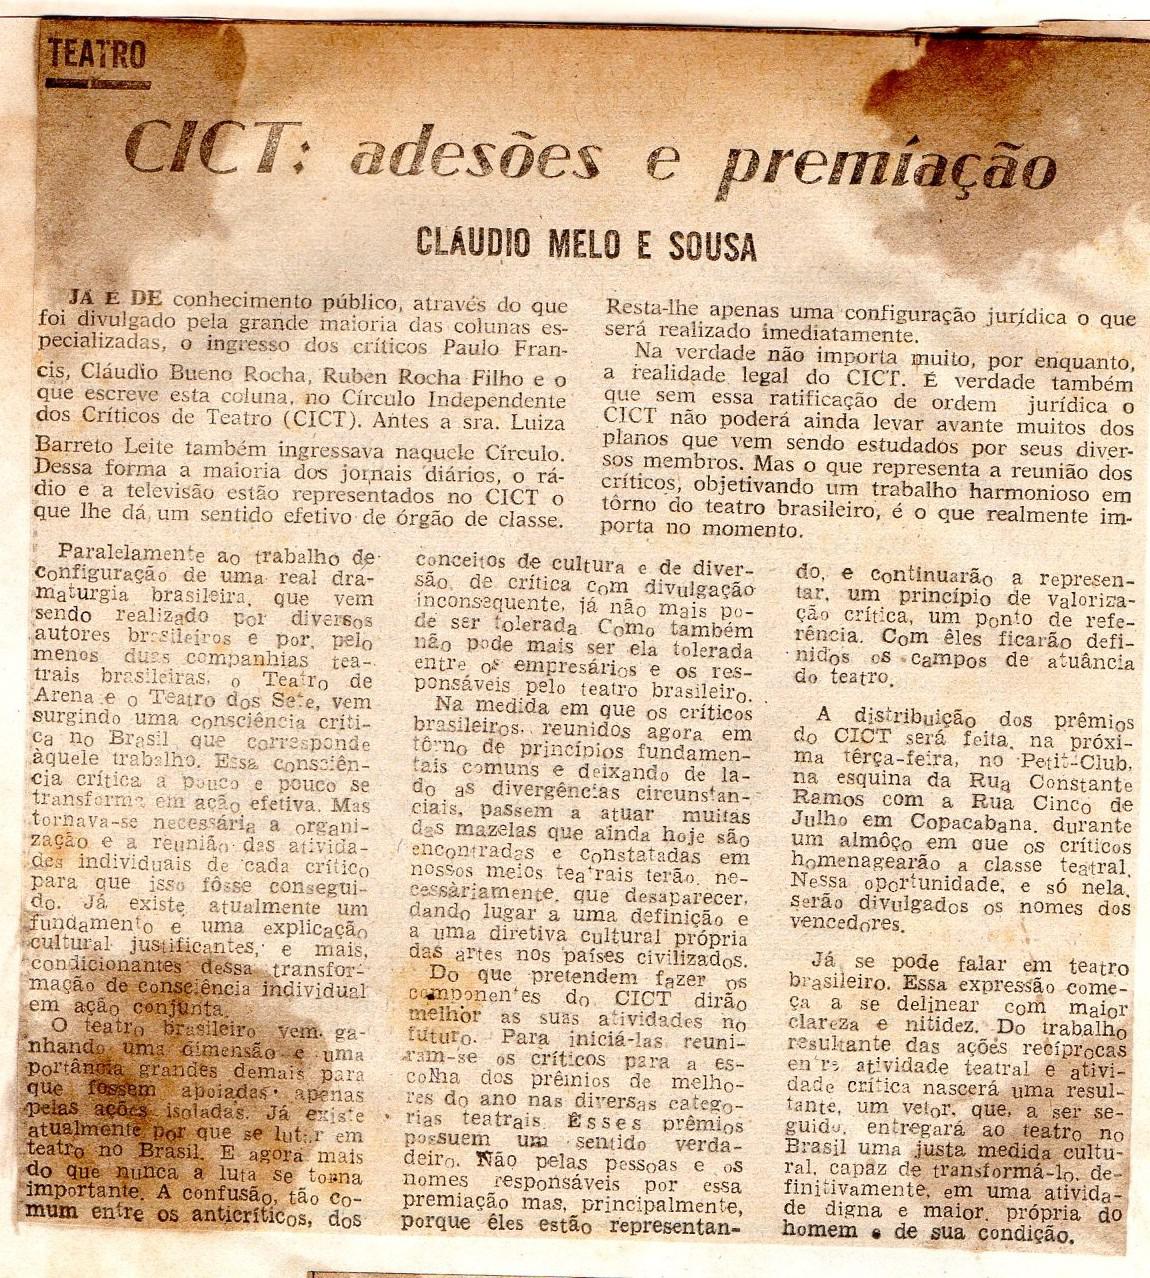 TEATRO
CICT: adesões e premíação
CLÁUDIO MELO E SOUSA
JÁ É DE conhecimento público, através do que
foi divulgado pela grande maioria das colunas es-
pecializadas, o ingresso dos críticos Paulo Fran-
cis, Cláudio Bueno Rocha, Ruben Rocha Filho e o
que escreve esta coluna, no Círculo Independente
dos Críticos de Teatro (CICT). Antes a sra. Luiza
Barreto Leite também ingressava naquele Círculo.
Dessa forma a maioria dos jornais diários, o rá-
dio e a televisão estão representados no CICT o
que lhe dá um sentido efetivo de órgão de classe.
Resta-lhe apenas uma configuração jurídica o que
será realizado imediatamente.
Na verdade não importa muito, por enquanto,
a realidade legal do CICT. É verdade também
que sem essa ratificação de ordem jurídica o
CICT não poderá ainda levar avante muitos dos
planos que vem sendo estudados por seus diver-
sos membros. Mas o que representa a reunião dos
críticos, objetivando um trabalho harmonioso em
tôrno do teatro brasileiro, é o que realmente im-
porta no momento.
Paralelamente ao trabalho de
configuração de uma real dra-
maturgia brasileira, que vem
sendo realizado por diversos
autores brasileiros e por, pelo
menos duas companhias tea-
trais brasileiras, o Teatro de
Arena e o Teatro dos Sete, vem
surgindo uma consciência críti-
ca no Brasil que corresponde
àquele trabalho. Essa consciên-
cia crítica a pouco e pouco se
transforma em ação efetiva. Mas
tornava-se necessária a organi-
zação e a reunião das ativida-
des individuais de cada crítico
para que isso fôsse consegui-
do. Já existe atualmente um
fundamento e uma explicação
cultural justificantes, e mais,
condicionantes dessa transfor-
mação de consciência individual
em ação conjunta.
O teatro brasileiro vem ga-
nhando uma dimensão e uma
portância grandes demais para
que fossem apoiadas apenas
pelas ações isoladas. Já existe
atualmente por que se lutar em
teatro no Brasil. E agora mais
do que nunca a luta se torna
importante. A confusão, tão co-
mum entre os anticríticos, dos
conceitos de cultura e de diver-
são, de crítica com divulgação
inconsequente, já não mais po-
de ser tolerada Como também
não pode mais ser ela tolerada
entre os empresários e os res-
ponsáveis pelo teatro brasileiro.
Na medida em que os críticos
brasileiros, reunidos agora em
tôrno de princípios fundamen-
tais comuns e deixando de la-
do as divergências circunstan-
ciais, passem a atuar muitas
das mazelas que ainda hoje são
encontradas e constatadas em
nossos meios teatrais terão, ne-
cessàriamente, que desaparecer,
dando lugar a uma definição e
a uma diretiva cultural própria
das artes nos países civilizados.
Do que pretendem fazer os
componentes do CICT dirão
melhor as suas atividades no
futuro. Para iniciá-las reuni-
ram-se os críticos para a es-
colha dos prêmios de melho-
res do ano nas diversas catego-
rias teatrais. Esses prêmios
possuem um sentido verda-
deiro. Não pelas pessoas e os
nomes responsáveis por essa
premiação mas, principalmente,
porque êles estão representan-
do, e continuarão a represen-
tar, um princípio de valoriza-
ção crítica, um ponto de refe-
rência. Com êles ficarão defi-
nidos os campos de atuância
do teatro.
A distribuição dos prêmios
do CICT será feita, na próxi-
ma têrça-feira, no Petit-Club,
na esquina da Rua Constante
Ramos com a Rua Cinco de
Julho em Copacabana, durante
um almôço em que os críticos
homenagearão a classe teatral.
Nessa oportunidade, e só nela,
serão divulgados os nomes dos
vencedores.
Já se pode falar em teatro
brasileiro. Essa expressão come-
ça a se delinear com maior
clareza e nitidez. Do trabalho
resultante das ações recíprocas
entre atividade teatral e ativi-
dade crítica nascerá uma resul-
tante, um vetor, que, a ser se-
guido, entregará ao teatro no
Brasil uma justa medida cultu-
ral, capaz de transformá-lo, de-
finitivamente, em uma ativida-
de digna e maior, própria do
homem e de sua condição.